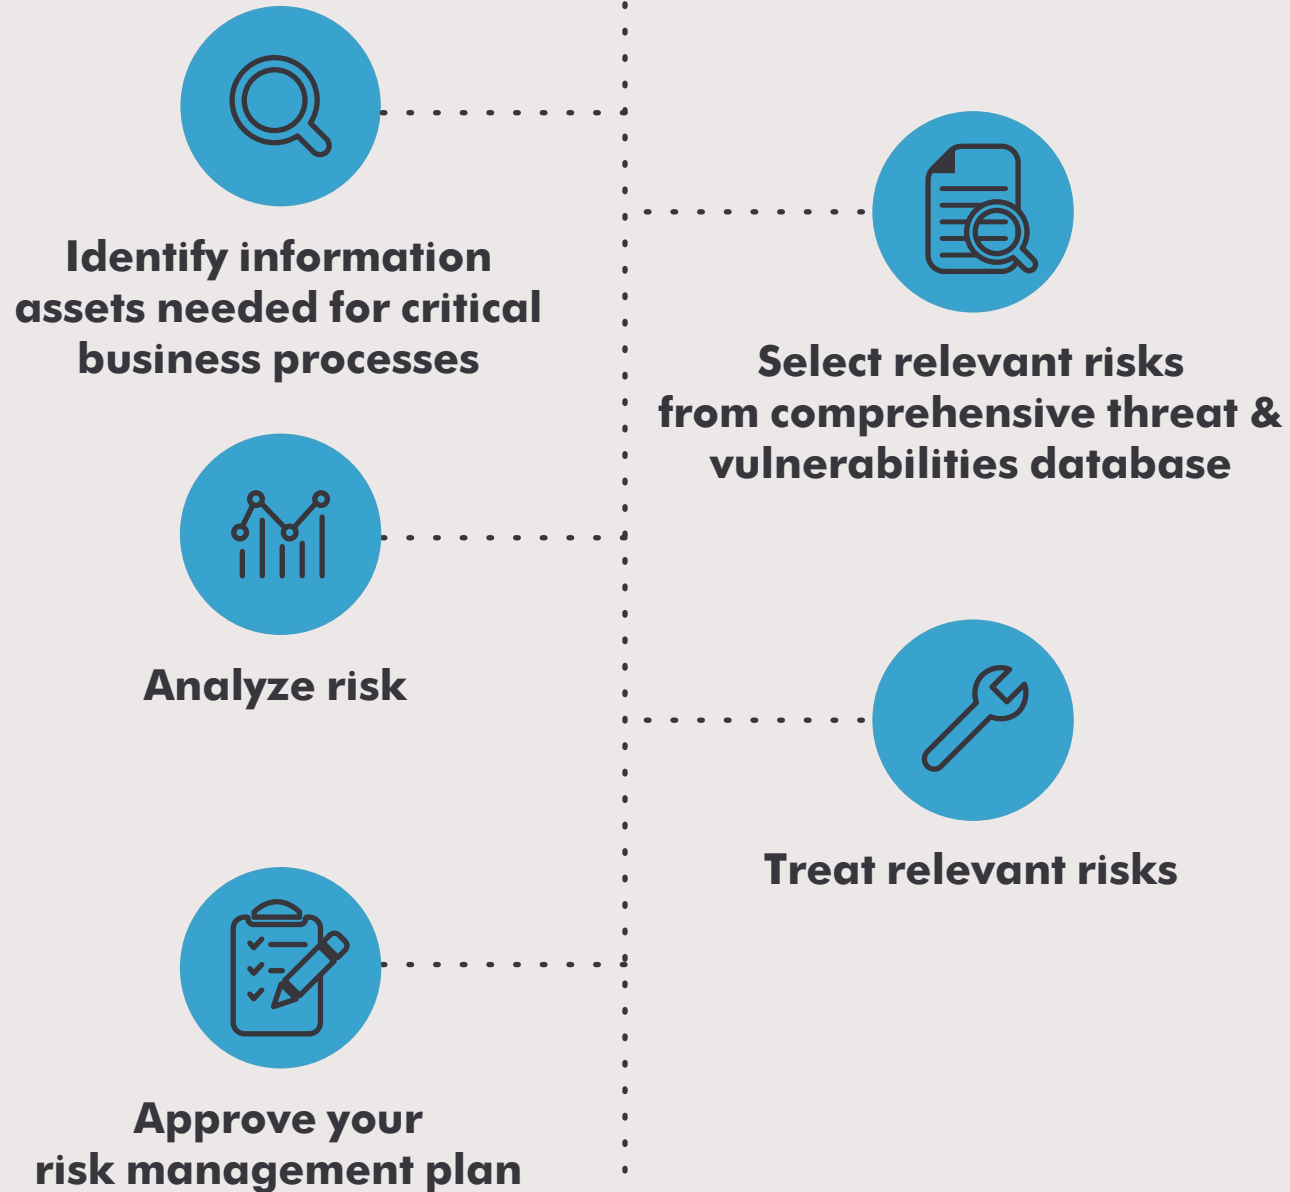 Identify information
assets needed for critical
business processes
Select relevant risks
from comprehensive threat &
vulnerabilities database
Analyze risk
Treat relevant risks
Approve your
risk management plan